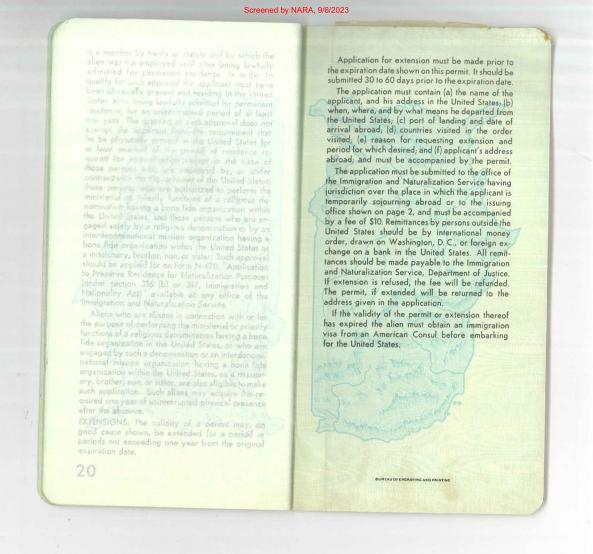 Screened by NARA, 9/6/2023
is a member by treaty or statute and by which the
alien was not employed until after being lawfully
admitted for permanent residence. In order to
qualify for such approval the applicant must have
been physically present and residing in the United
States, after being lawfully admitted for permanent
residence, for an uninterrupted period of at least
one year. The granting of such approval does not
exempt the applicant from the requirement that
he be physically present in the United States for
at least one-half of the period of residence re-
quired for naturalization except in the case of
those persons who are employed by, or under
contract with, the Government of the United States;
those persons who are authorized to perform the
ministerial or priestly functions of a religious de-
nomination having a bona fide organization within
the United States, and those persons who are en-
gaged solely by a religious denomination or by an
interdenominational mission organization having a
bona fide organization within the United States as
a missionary, brother, nun, or sister. Such approval
should be applied for on Form N-470, "Application
to Preserve Residence for Naturalization Purposes
(under section 316 (b) or 317, Immigration and
Nationality Act)" available at any office of the
Immigration and Naturalization Service.
Aliens who are abroad in connection with or for
the purpose of performing the ministerial or priestly
functions of a religious denomination having a bona
fide organization in the United States, or who are
engaged by such a denomination or an interdenomi-
national mission organization having a bona fide
organization within the United States, as a mission-
ary, brother, nun, or sister, are also eligible to make
such application. Such aliens may acquire the re-
quired one year of uninterrupted physical presence
after the absence.
EXTENSIONS. The validity of a permit may, on
good cause shown, be extended for a period or
periods not exceeding one year from the original
expiration date.
20
Application for extension must be made prior to
the expiration date shown on this permit. It should be
submitted 30 to 60 days prior to the expiration date.
The application must contain (a) the name of the
applicant, and his address in the United States; (b)
when, where, and by what means he departed from
the United States; (c) port of landing and date of
arrival abroad; (d) countries visited in the order
visited; (e) reason for requesting extension and
period for which desired; and (f) applicant's address
abroad; and must be accompanied by the permit.
The application must be submitted to the office of
the Immigration and Naturalization Service having
jurisdiction over the place in which the applicant is
temporarily sojourning abroad or to the issuing
office shown on page 2, and must be accompanied
by a fee of $10. Remittances by persons outside the
United States should be by international money
order, drawn on Washington, D. C., or foreign ex-
change on a bank in the United States. All remit-
tances should be made payable to the Immigration
and Naturalization Service, Department of Justice.
If extension is refused, the fee will be refunded.
The permit, if extended will be returned to the
address given in the application.
If the validity of the permit or extension thereof
has expired the alien must obtain an immigration
visa from an American Consul before embarking
for the United States.
BUREAU OF ENGRAVING AND PRINTING